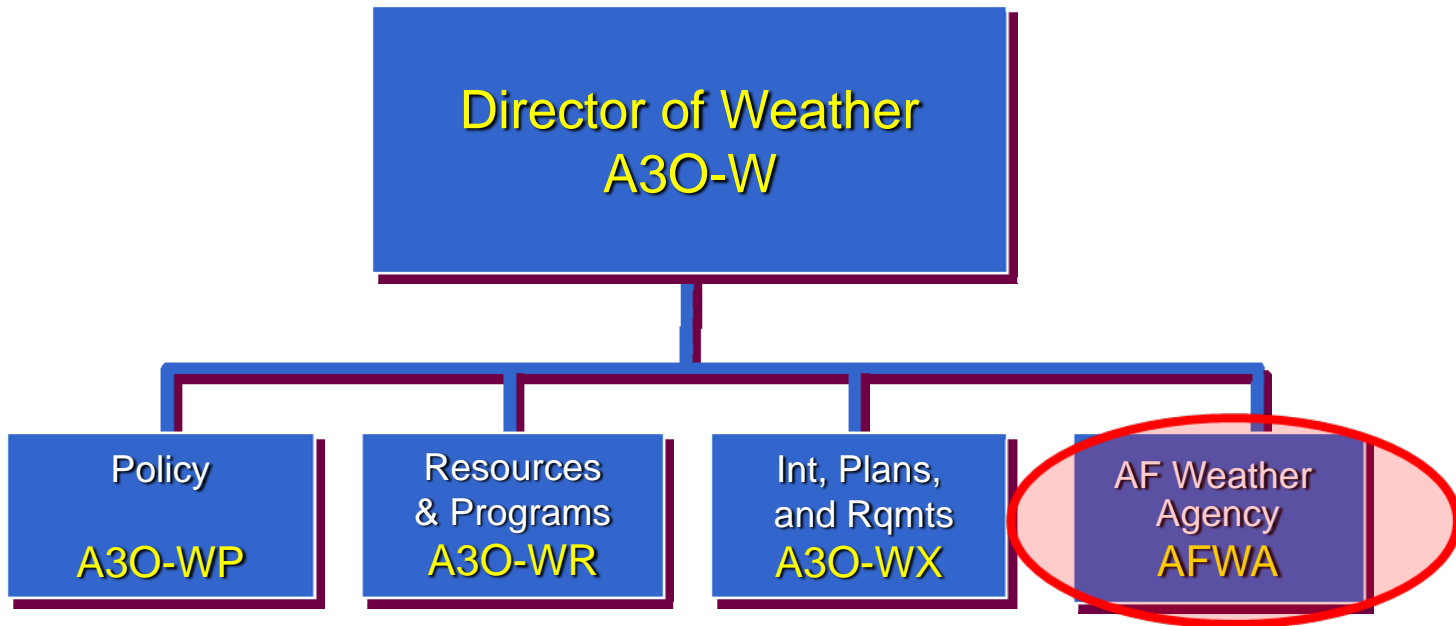 Director of Weather
A3O-W
Policy
A3O-WP
Resources
& Programs
A3O-WR
Int, Plans,
and Rqmts
A3O-WX
AF Weather
Agency
AFWA